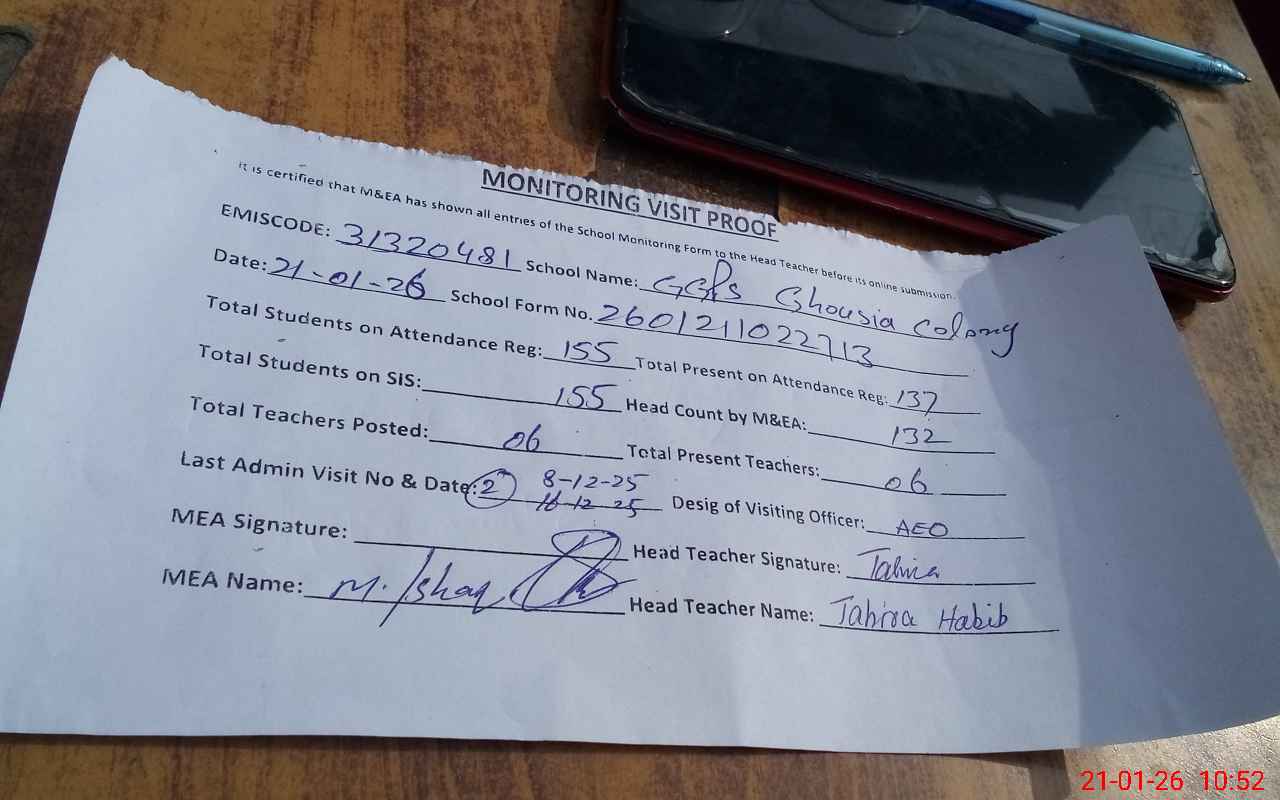 MONITORING VISIT PROOF
It is certified that M&EA has shown all entries of the School Monitoring Form to the Head Teacher before its online submission.
EMISCODE: 31320481 School Name: GGPS Ghousia Colony
Date: 21-01-26 School Form No. 2601211022713
Total Students on Attendance Reg: 155 Total Present on Attendance Reg: 137
Total Students on SIS: 155 Head Count by M&EA: 132
Total Teachers Posted: 06 Total Present Teachers: 06
Last Admin Visit No & Date: 2 8-12-25
16-12-25 Desig of Visiting Officer: AEO
MEA Signature: Head Teacher Signature: Tahira
MEA Name: M. Ishaq Head Teacher Name: Tahira Habib
21-01-26 10:52